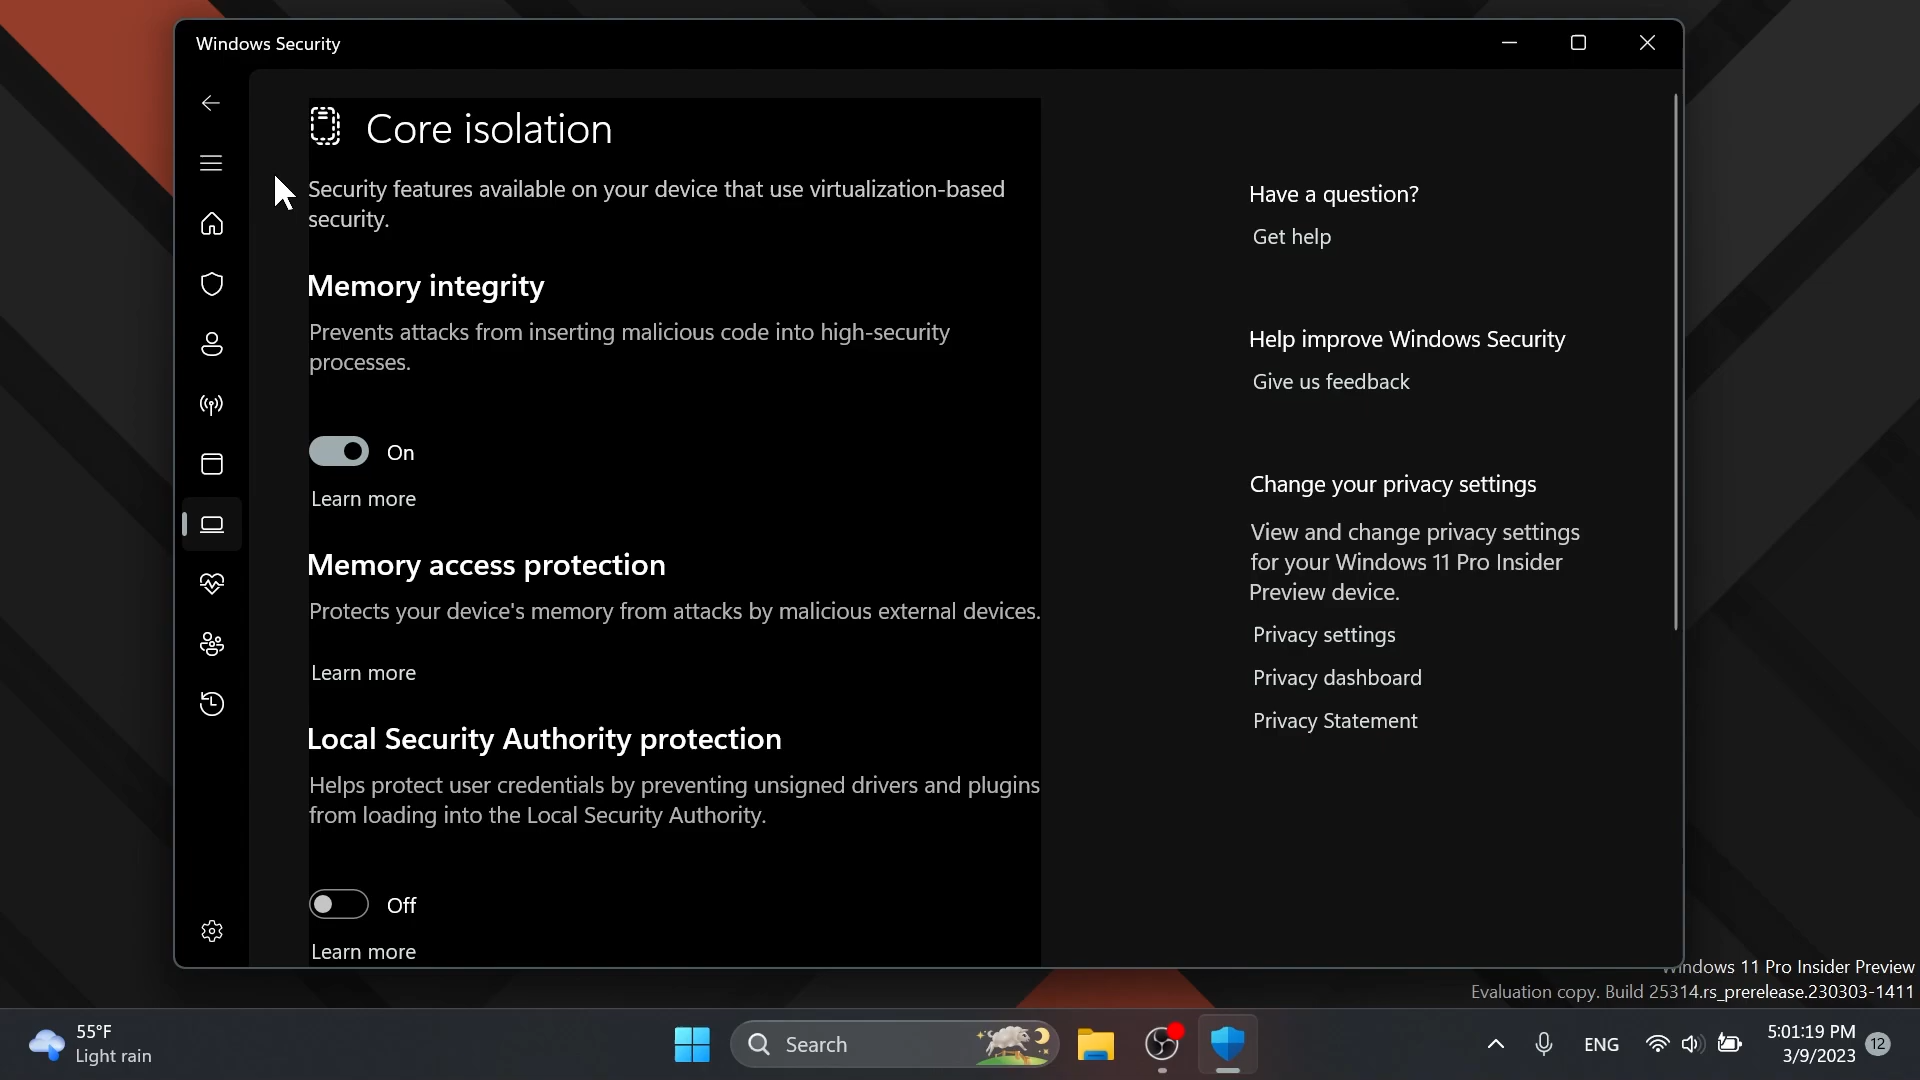 Windows Security
Core isolation
Security features available on your device that use virtualization-based
security.
Memory integrity
Prevents attacks from inserting malicious code into high-security
processes.
On
Learn more
Memory access protection
Protects your device's memory from attacks by malicious external devices.
Learn more
Local Security Authority protection
Helps protect user credentials by preventing unsigned drivers and plugins
from loading into the Local Security Authority.
Off
Learn more
Have a question?
Get help
Help improve Windows Security
Give us feedback
Change your privacy settings
View and change privacy settings
for your Windows 11 Pro Insider
Preview device.
Privacy settings
Privacy dashboard
Privacy Statement
Windows 11 Pro Insider Preview
Evaluation copy. Build 25314.rs_prerelease.230303-1411
55°F
Light rain
Search
ENG
5:01:19 PM
3/9/2023
12